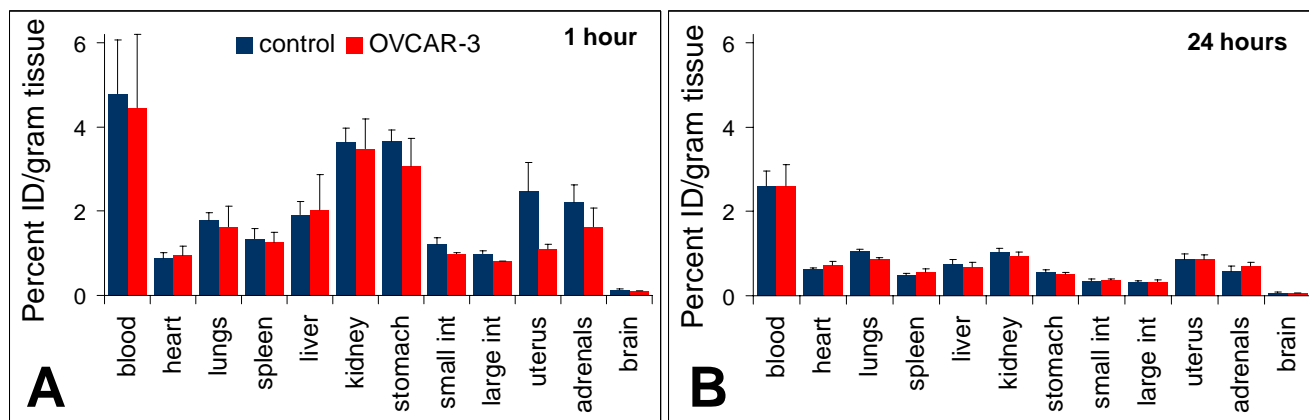 Percent ID/gram tissue
6
4
2
0
control OVCAR-3
1 hour
blood
heart
lungs
spleen
liver
kidney
stomach
small int
large int
uterus
adrenals
brain
A
Percent ID/gram tissue
6
4
2
0
24 hours
blood
heart
lungs
spleen
liver
kidney
stomach
small int
large int
uterus
adrenals
brain
B